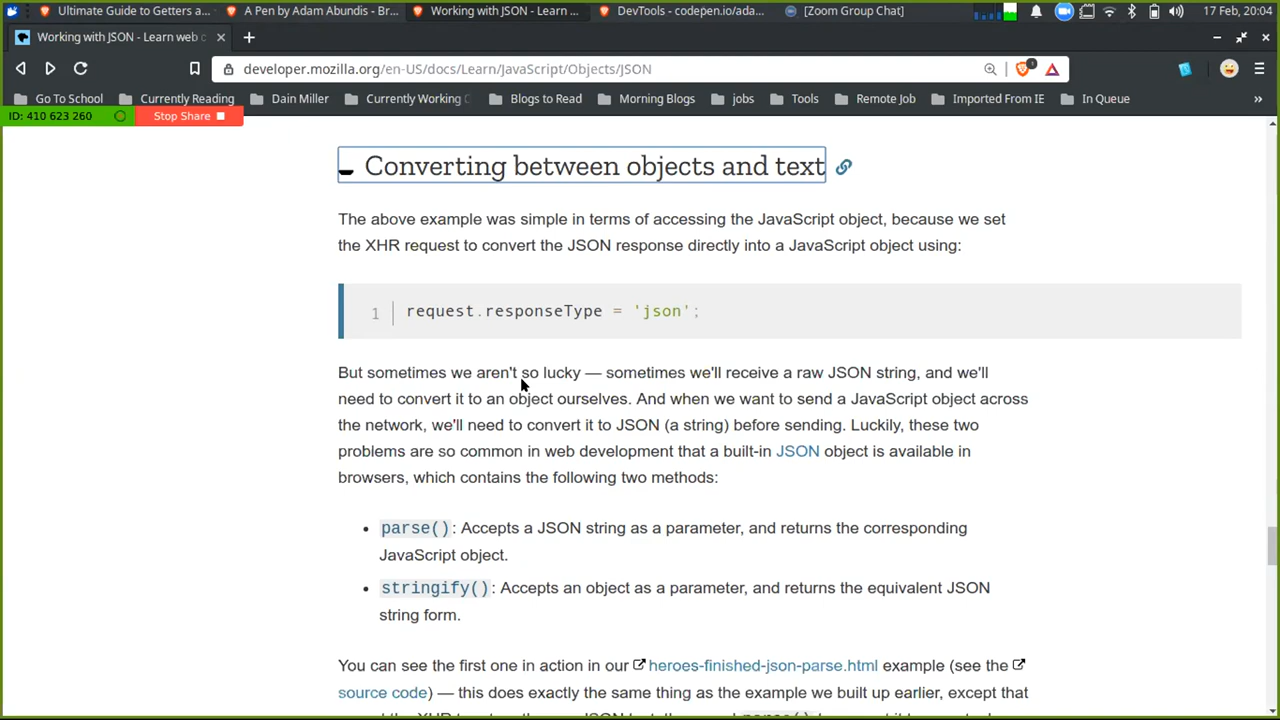 Ultimate Guide to Getters a...
A Pen by Adam Abundis - Br...
Working with JSON - Learn ...
DevTools - codepen.io/ada...
[Zoom Group Chat]
17 Feb, 20:04
Working with JSON - Learn web c
developer.mozilla.org/en-US/docs/Learn/JavaScript/Objects/JSON
1
Go To School
Currently Reading
Dain Miller
Currently Working C
Blogs to Read
Morning Blogs
jobs
Tools
Remote Job
Imported From IE
In Queue
»
ID: 410 623 260
Stop Share
Converting between objects and text
The above example was simple in terms of accessing the JavaScript object, because we set
the XHR request to convert the JSON response directly into a JavaScript object using:
1 request.responseType = 'json';
But sometimes we aren't so lucky — sometimes we'll receive a raw JSON string, and we'll
need to convert it to an object ourselves. And when we want to send a JavaScript object across
the network, we'll need to convert it to JSON (a string) before sending. Luckily, these two
problems are so common in web development that a built-in JSON object is available in
browsers, which contains the following two methods:
• parse(): Accepts a JSON string as a parameter, and returns the corresponding
JavaScript object.
• stringify(): Accepts an object as a parameter, and returns the equivalent JSON
string form.
You can see the first one in action in our heroes-finished-json-parse.html example (see the
source code) — this does exactly the same thing as the example we built up earlier, except that